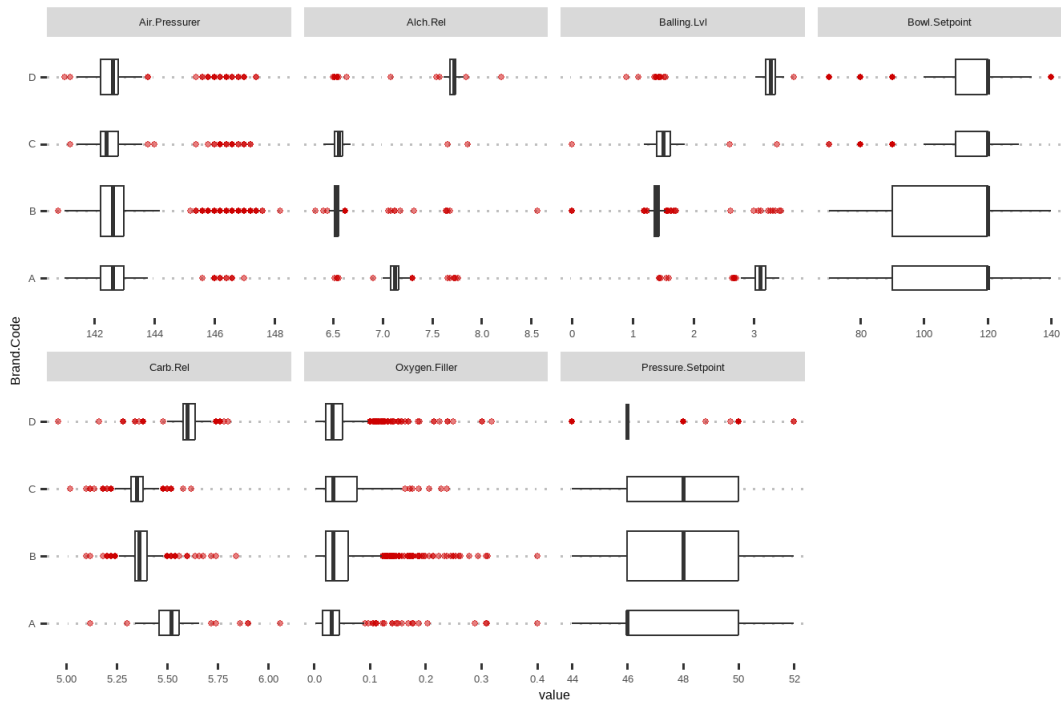 Air.Pressurer Alch.Rel Balling.Lvl Bowl.Setpoint
D
C
B
A
142 144 146 148 6.5 7.0 7.5 8.0 8.5 0 1 2 3 80 100 120 140
Brand.Code
Carb.Rel Oxygen.Filler Pressure.Setpoint
D
C
B
A
5.00 5.25 5.50 5.75 6.00 0.0 0.1 0.2 0.3 0.4 44 46 48 50 52
value